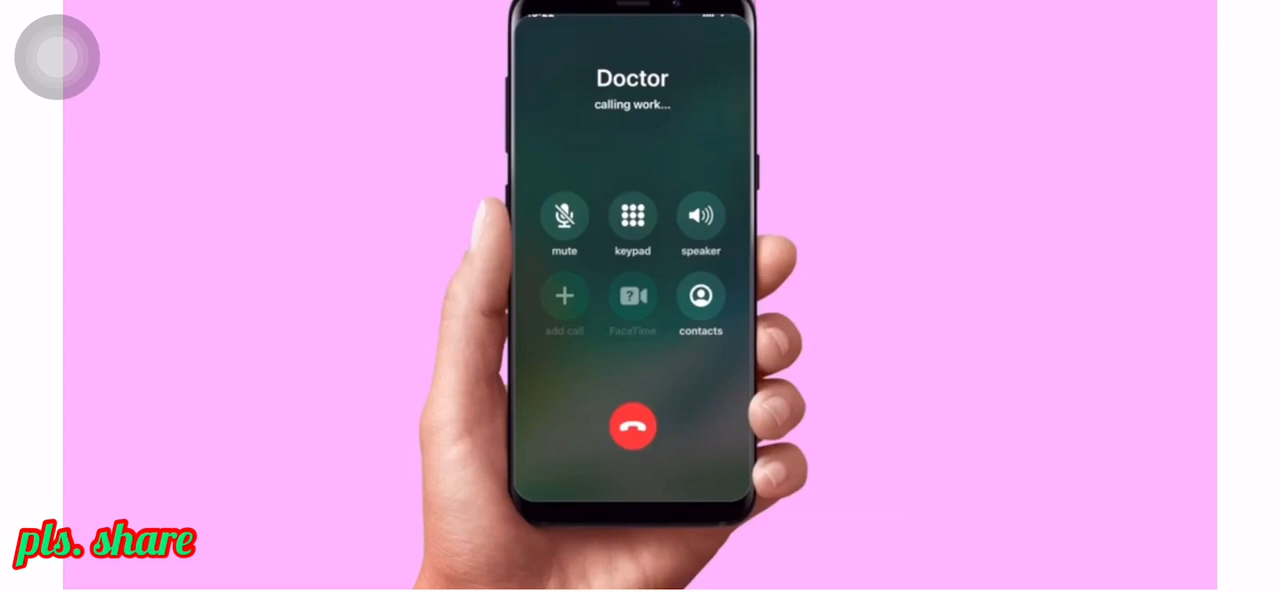 Doctor
calling work...
mute keypad speaker
add call FaceTime contacts
pls. share